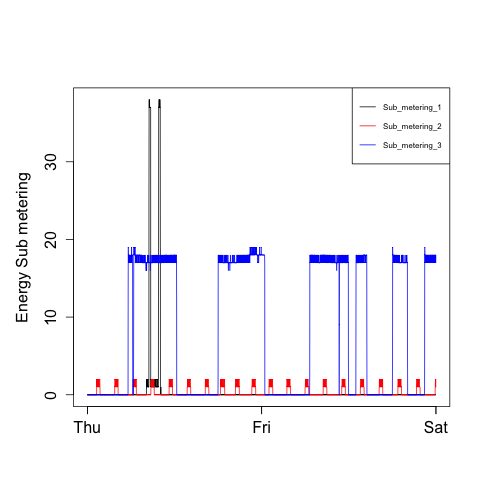 Sub_metering_1
Sub_metering_2
Sub_metering_3
Energy Sub metering
30
20
10
0
Thu Fri Sat